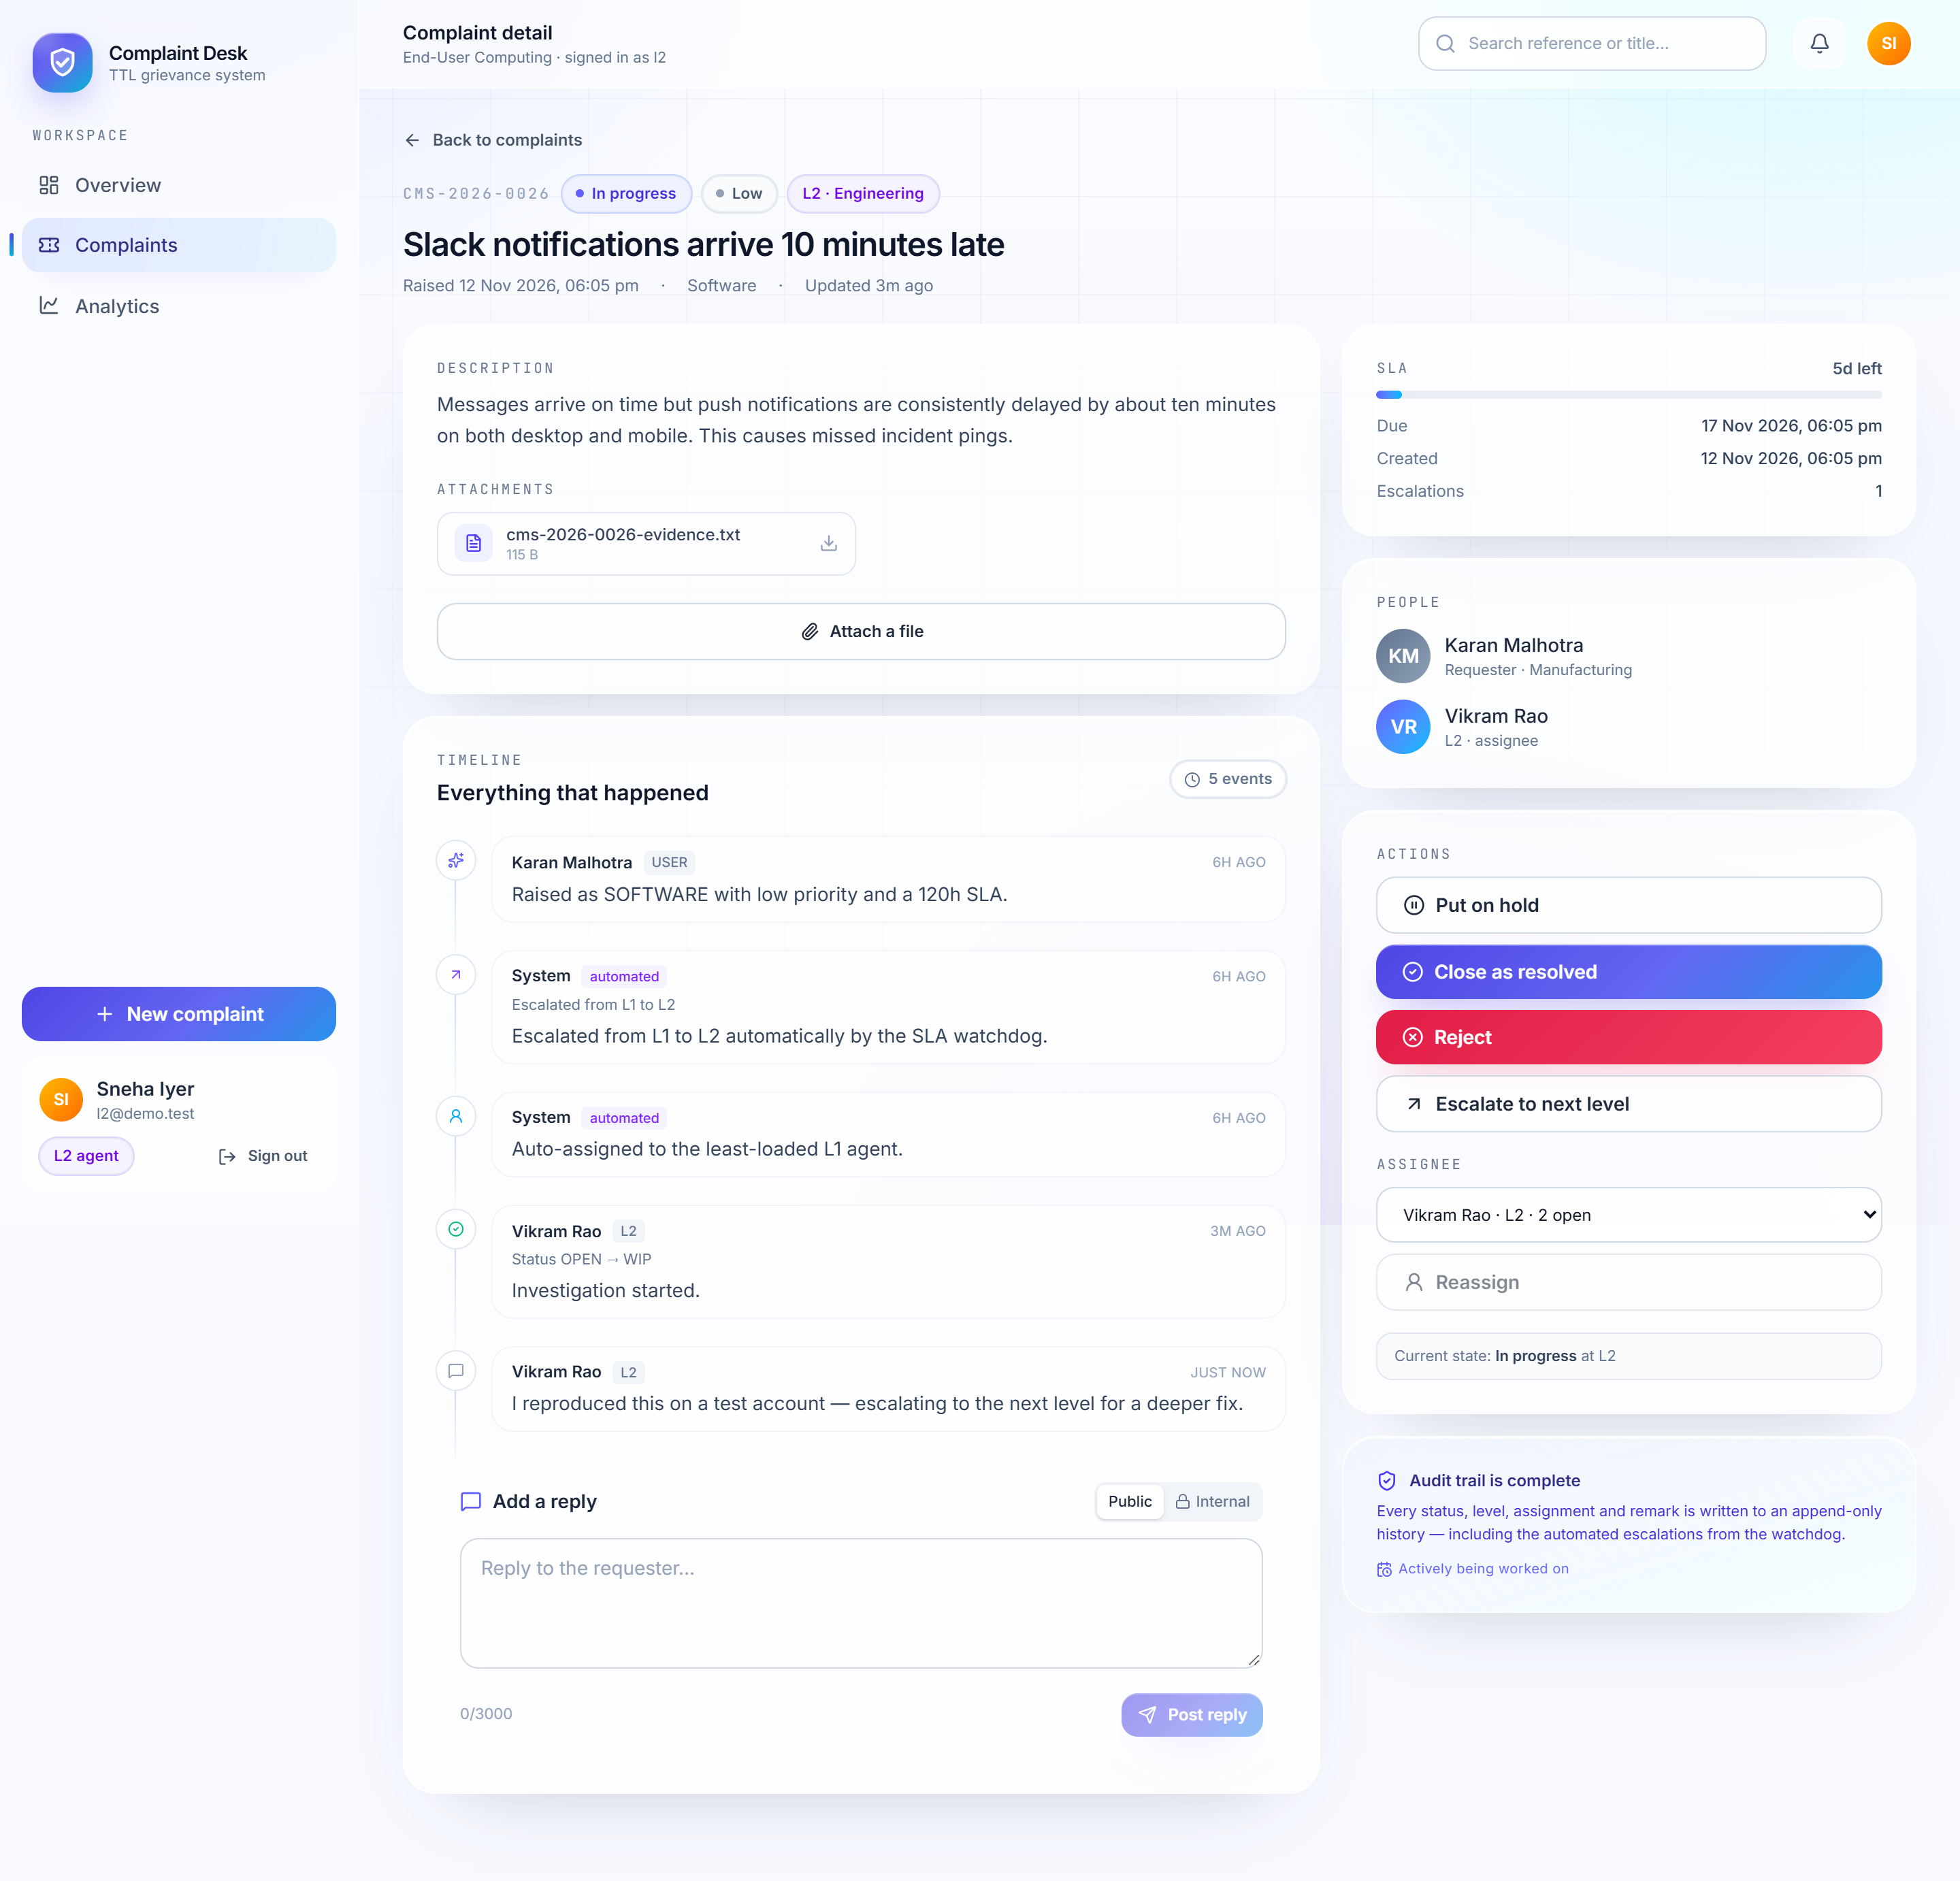 Complaint Desk
TTL grievance system
WORKSPACE
Overview
Complaints
Analytics
New complaint
SI
Sneha Iyer
l2@demo.test
L2 agent
Sign out
Complaint detail
End-User Computing · signed in as l2
Search reference or title...
SI
Back to complaints
CMS-2026-0026
In progress
Low
L2 · Engineering
Slack notifications arrive 10 minutes late
Raised 12 Nov 2026, 06:05 pm · Software · Updated 3m ago
DESCRIPTION
Messages arrive on time but push notifications are consistently delayed by about ten minutes
on both desktop and mobile. This causes missed incident pings.
ATTACHMENTS
cms-2026-0026-evidence.txt
115 B
Attach a file
TIMELINE
Everything that happened
5 events
Karan Malhotra USER 6H AGO
Raised as SOFTWARE with low priority and a 120h SLA.
System automated 6H AGO
Escalated from L1 to L2
Escalated from L1 to L2 automatically by the SLA watchdog.
System automated 6H AGO
Auto-assigned to the least-loaded L1 agent.
Vikram Rao L2 3M AGO
Status OPEN → WIP
Investigation started.
Vikram Rao L2 JUST NOW
I reproduced this on a test account — escalating to the next level for a deeper fix.
Add a reply
Public Internal
Reply to the requester...
0/3000
Post reply
SLA 5d left
Due 17 Nov 2026, 06:05 pm
Created 12 Nov 2026, 06:05 pm
Escalations 1
PEOPLE
KM
Karan Malhotra
Requester · Manufacturing
VR
Vikram Rao
L2 · assignee
ACTIONS
Put on hold
Close as resolved
Reject
Escalate to next level
ASSIGNEE
Vikram Rao · L2 · 2 open
Reassign
Current state: In progress at L2
Audit trail is complete
Every status, level, assignment and remark is written to an append-only
history — including the automated escalations from the watchdog.
Actively being worked on